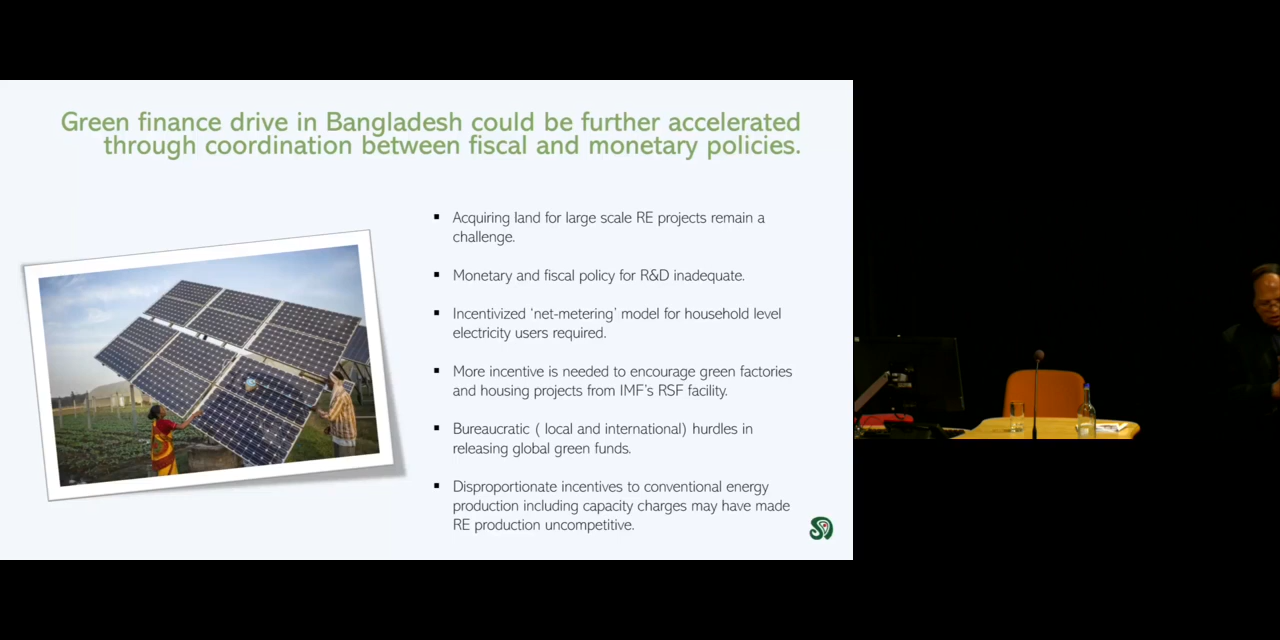 Green finance drive in Bangladesh could be further accelerated
through coordination between fiscal and monetary policies.
▪ Acquiring land for large scale RE projects remain a
challenge.
▪ Monetary and fiscal policy for R&D inadequate.
▪ Incentivized ‘net-metering’ model for household level
electricity users required.
▪ More incentive is needed to encourage green factories
and housing projects from IMF’s RSF facility.
▪ Bureaucratic ( local and international) hurdles in
releasing global green funds.
▪ Disproportionate incentives to conventional energy
production including capacity charges may have made
RE production uncompetitive.